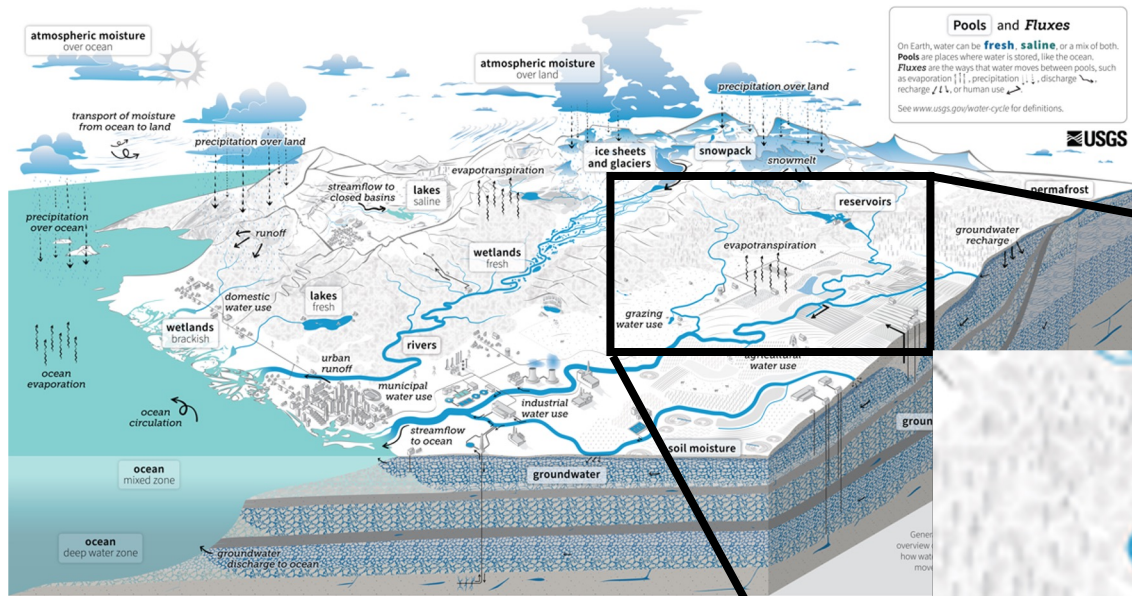 atmospheric moisture
over ocean
atmospheric moisture
over land
Pools and Fluxes
On Earth, water can be fresh, saline, or a mix of both.
Pools are places where water is stored, like the ocean.
Fluxes are the ways that water moves between pools, such
as evaporation, precipitation, discharge,
recharge, or human use.
See www.usgs.gov/water-cycle for definitions.
USGS
precipitation over land
transport of moisture
from ocean to land
precipitation over land
ice sheets
and glaciers
snowpack
snowmelt
evapotranspiration
streamflow to
closed basins
lakes
saline
permafrost
reservoirs
precipitation
over ocean
runoff
groundwater
recharge
evapotranspiration
wetlands
fresh
domestic
water use
lakes
fresh
grazing
water use
wetlands
brackish
rivers
urban
runoff
agricultural
water use
ocean
evaporation
municipal
water use
industrial
water use
ocean
circulation
streamflow
to ocean
soil moisture
groun
ocean
mixed zone
groundwater
ocean
deep water zone
groundwater
discharge to ocean
overview
how wat
mov